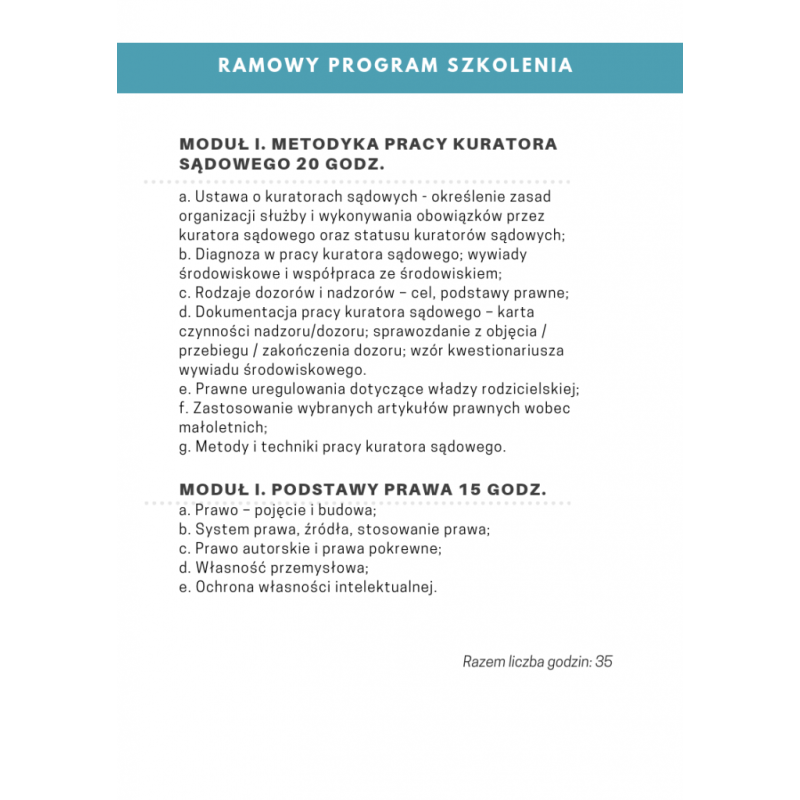 RAMOWY PROGRAM SZKOLENIA
MODUŁ I. METODYKA PRACY KURATORA
SĄDOWEGO 20 GODZ.
a. Ustawa o kuratorach sądowych - określenie zasad
organizacji służby i wykonywania obowiązków przez
kuratora sądowego oraz statusu kuratorów sądowych;
b. Diagnoza w pracy kuratora sądowego; wywiady
środowiskowe i współpraca ze środowiskiem;
c. Rodzaje dozorów i nadzorów – cel, podstawy prawne;
d. Dokumentacja pracy kuratora sądowego – karta
czynności nadzoru/dozoru; sprawozdanie z objęcia /
przebiegu / zakończenia dozoru; wzór kwestionariusza
wywiadu środowiskowego.
e. Prawne uregulowania dotyczące władzy rodzicielskiej;
f. Zastosowanie wybranych artykułów prawnych wobec
małoletnich;
g. Metody i techniki pracy kuratora sądowego.
MODUŁ I. PODSTAWY PRAWA 15 GODZ.
a. Prawo – pojęcie i budowa;
b. System prawa, źródła, stosowanie prawa;
c. Prawo autorskie i prawa pokrewne;
d. Własność przemysłowa;
e. Ochrona własności intelektualnej.
Razem liczba godzin: 35